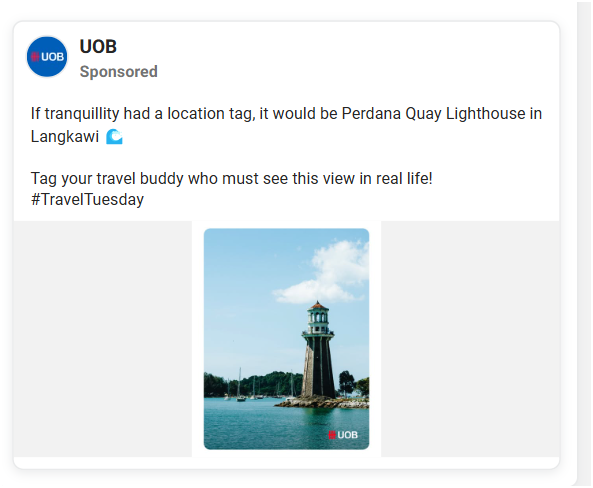 UOB
UOB
Sponsored
If tranquillity had a location tag, it would be Perdana Quay Lighthouse in
Langkawi 🌊
Tag your travel buddy who must see this view in real life!
#TravelTuesday
UOB